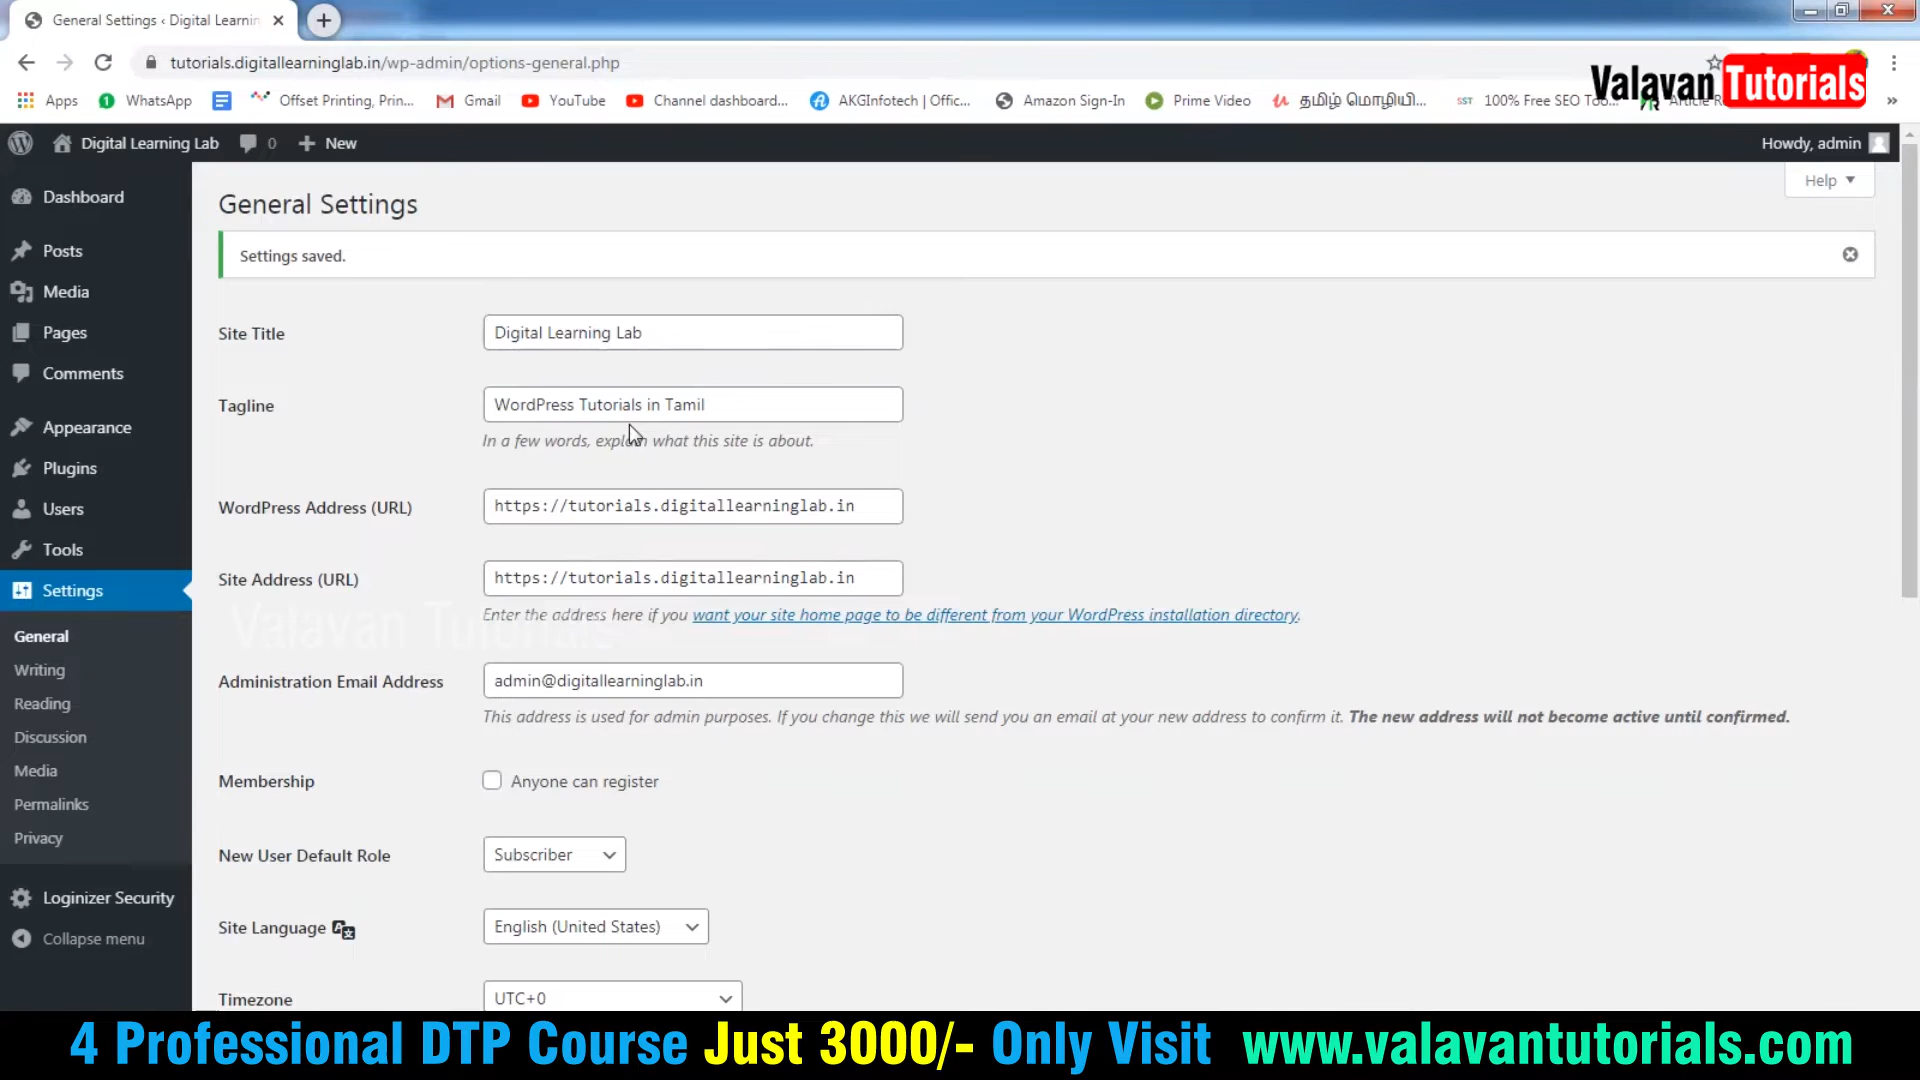 General Settings ‹ Digital Learnin
tutorials.digitallearninglab.in/wp-admin/options-general.php
Valavan Tutorials
Apps WhatsApp Offset Printing, Prin... Gmail YouTube Channel dashboard... AKGInfotech | Offic... Amazon Sign-In Prime Video தமிழ் மொழியி... SST 100% Free SEO Too... Article R
Digital Learning Lab 0 New Howdy, admin
Help
Dashboard
Posts
Media
Pages
Comments
Appearance
Plugins
Users
Tools
Settings
General
Writing
Reading
Discussion
Media
Permalinks
Privacy
Loginizer Security
Collapse menu
General Settings
Settings saved.
Site Title Digital Learning Lab
Tagline WordPress Tutorials in Tamil
In a few words, explain what this site is about.
WordPress Address (URL) https://tutorials.digitallearninglab.in
Site Address (URL) https://tutorials.digitallearninglab.in
Enter the address here if you want your site home page to be different from your WordPress installation directory.
Valavan Tutorials
Administration Email Address admin@digitallearninglab.in
This address is used for admin purposes. If you change this we will send you an email at your new address to confirm it. The new address will not become active until confirmed.
Membership Anyone can register
New User Default Role Subscriber
Site Language English (United States)
Timezone UTC+0
4 Professional DTP Course Just 3000/- Only Visit www.valavantutorials.com